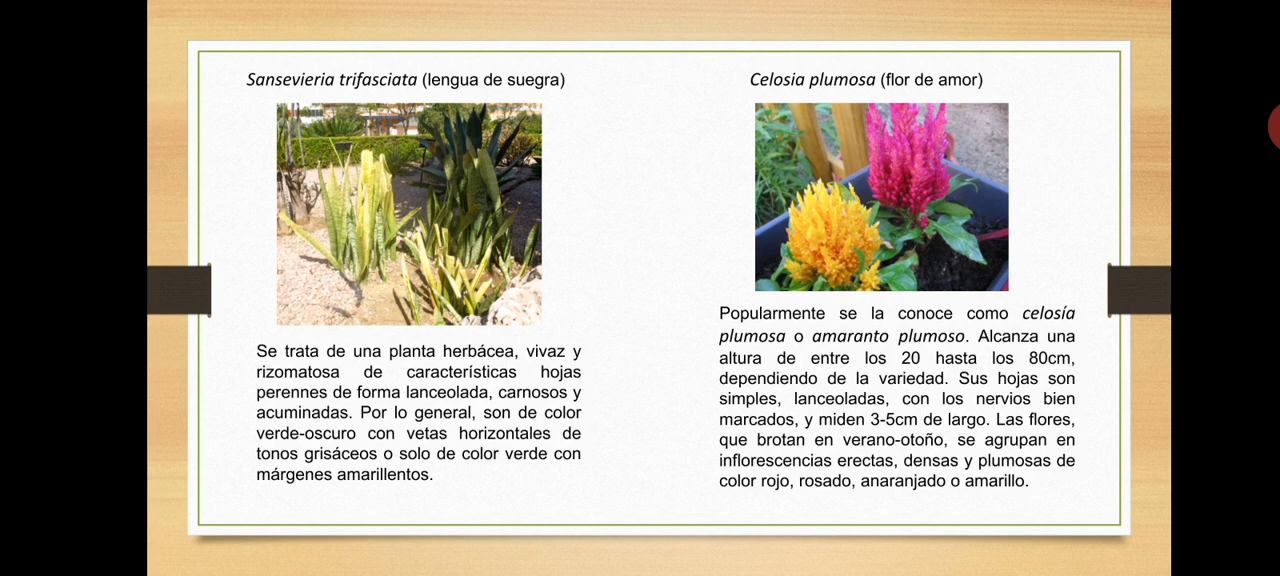 Sansevieria trifasciata (lengua de suegra)
Se trata de una planta herbácea, vivaz y
rizomatosa de características hojas
perennes de forma lanceolada, carnosos y
acuminadas. Por lo general, son de color
verde-oscuro con vetas horizontales de
tonos grisáceos o solo de color verde con
márgenes amarillentos.
Celosia plumosa (flor de amor)
Popularmente se la conoce como celosía
plumosa o amaranto plumoso. Alcanza una
altura de entre los 20 hasta los 80cm,
dependiendo de la variedad. Sus hojas son
simples, lanceoladas, con los nervios bien
marcados, y miden 3-5cm de largo. Las flores,
que brotan en verano-otoño, se agrupan en
inflorescencias erectas, densas y plumosas de
color rojo, rosado, anaranjado o amarillo.